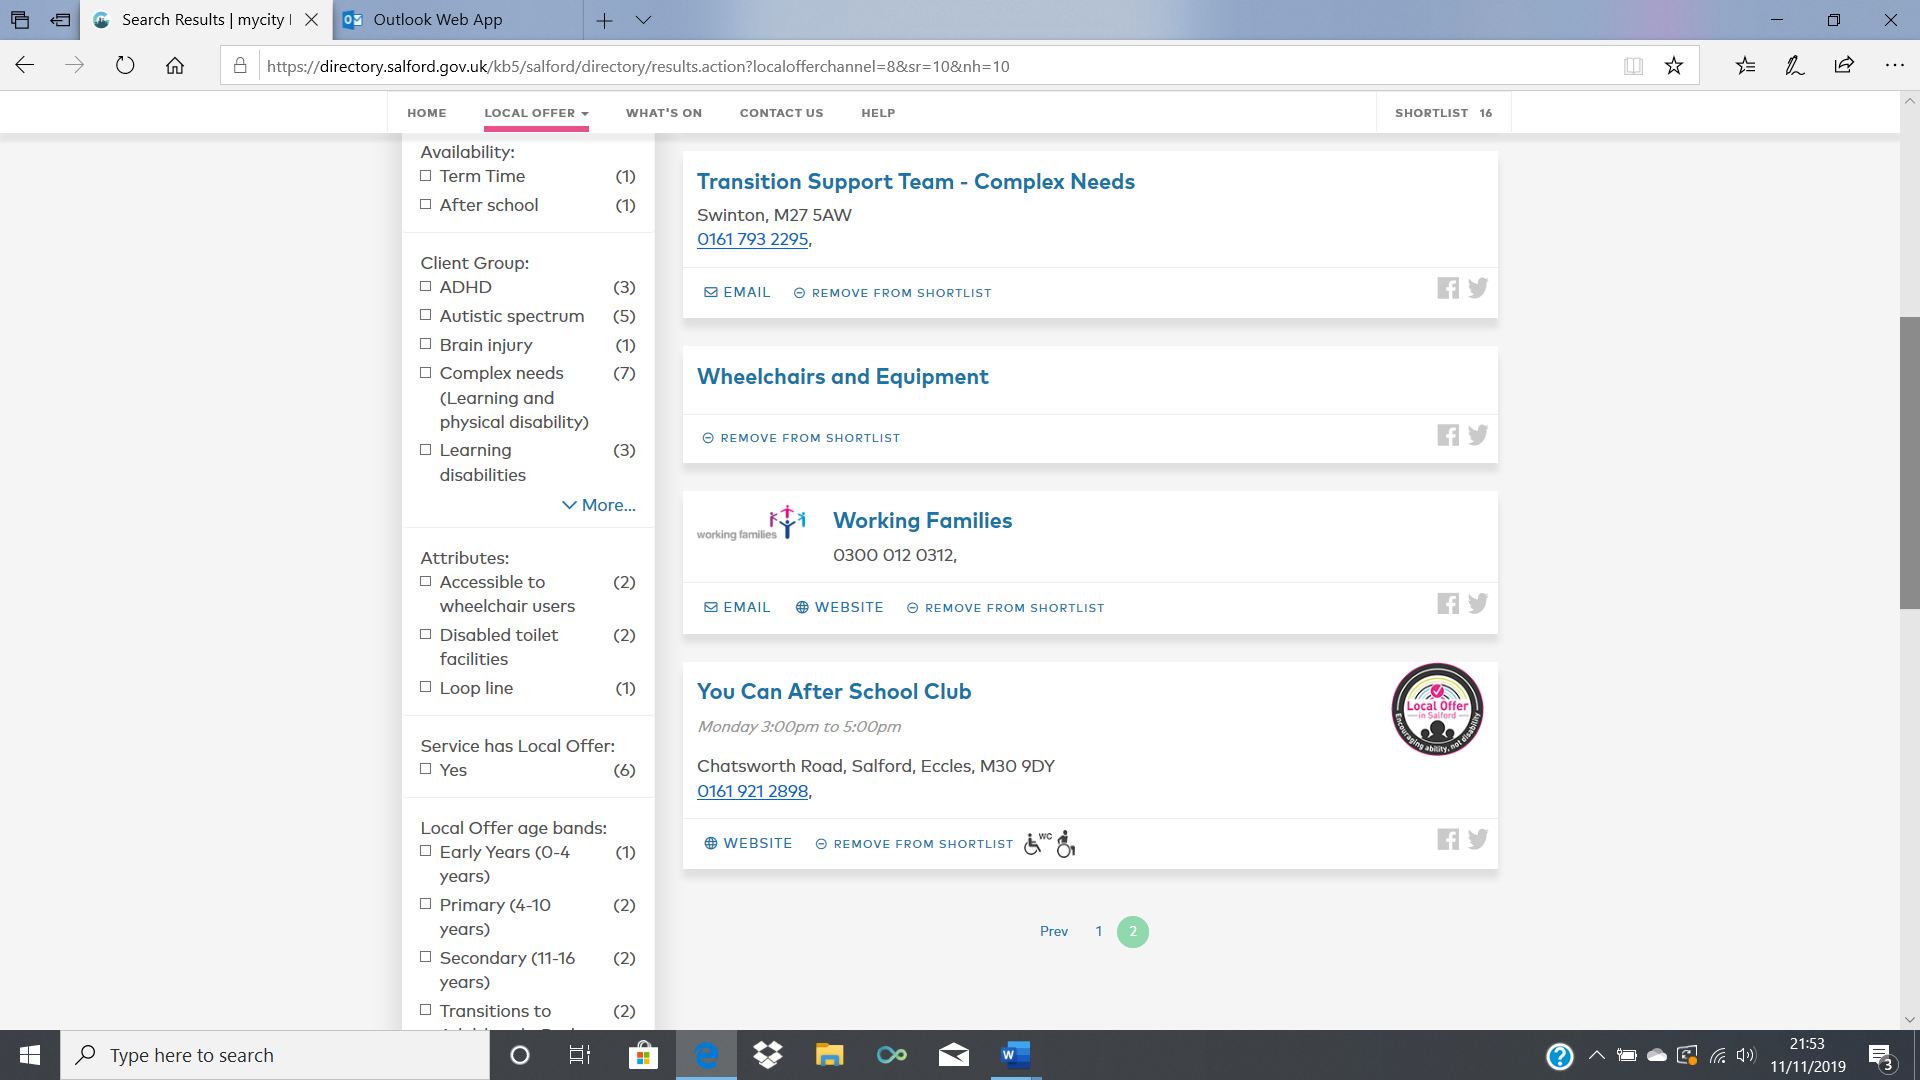 Search Results | mycity
Outlook Web App
https://directory.salford.gov.uk/kb5/salford/directory/results.action?localofferchannel=8&sr=10&nh=10
HOME
LOCAL OFFER
WHAT'S ON
CONTACT US
HELP
SHORTLIST 16
Availability:
Term Time (1)
After school (1)
Client Group:
ADHD (3)
Autistic spectrum (5)
Brain injury (1)
Complex needs (7)
(Learning and
physical disability)
Learning (3)
disabilities
More...
Attributes:
Accessible to (2)
wheelchair users
Disabled toilet (2)
facilities
Loop line (1)
Service has Local Offer:
Yes (6)
Local Offer age bands:
Early Years (0-4 (1)
years)
Primary (4-10 (2)
years)
Secondary (11-16 (2)
years)
Transitions to (2)
Transition Support Team - Complex Needs
Swinton, M27 5AW
0161 793 2295,
EMAIL
REMOVE FROM SHORTLIST
Wheelchairs and Equipment
REMOVE FROM SHORTLIST
working families
Working Families
0300 012 0312,
EMAIL
WEBSITE
REMOVE FROM SHORTLIST
You Can After School Club
Monday 3:00pm to 5:00pm
Chatsworth Road, Salford, Eccles, M30 9DY
0161 921 2898,
Local Offer
in Salford
Encouraging ability, not disability
WEBSITE
REMOVE FROM SHORTLIST
WC
Prev 1 2
Type here to search
21:53
11/11/2019
3